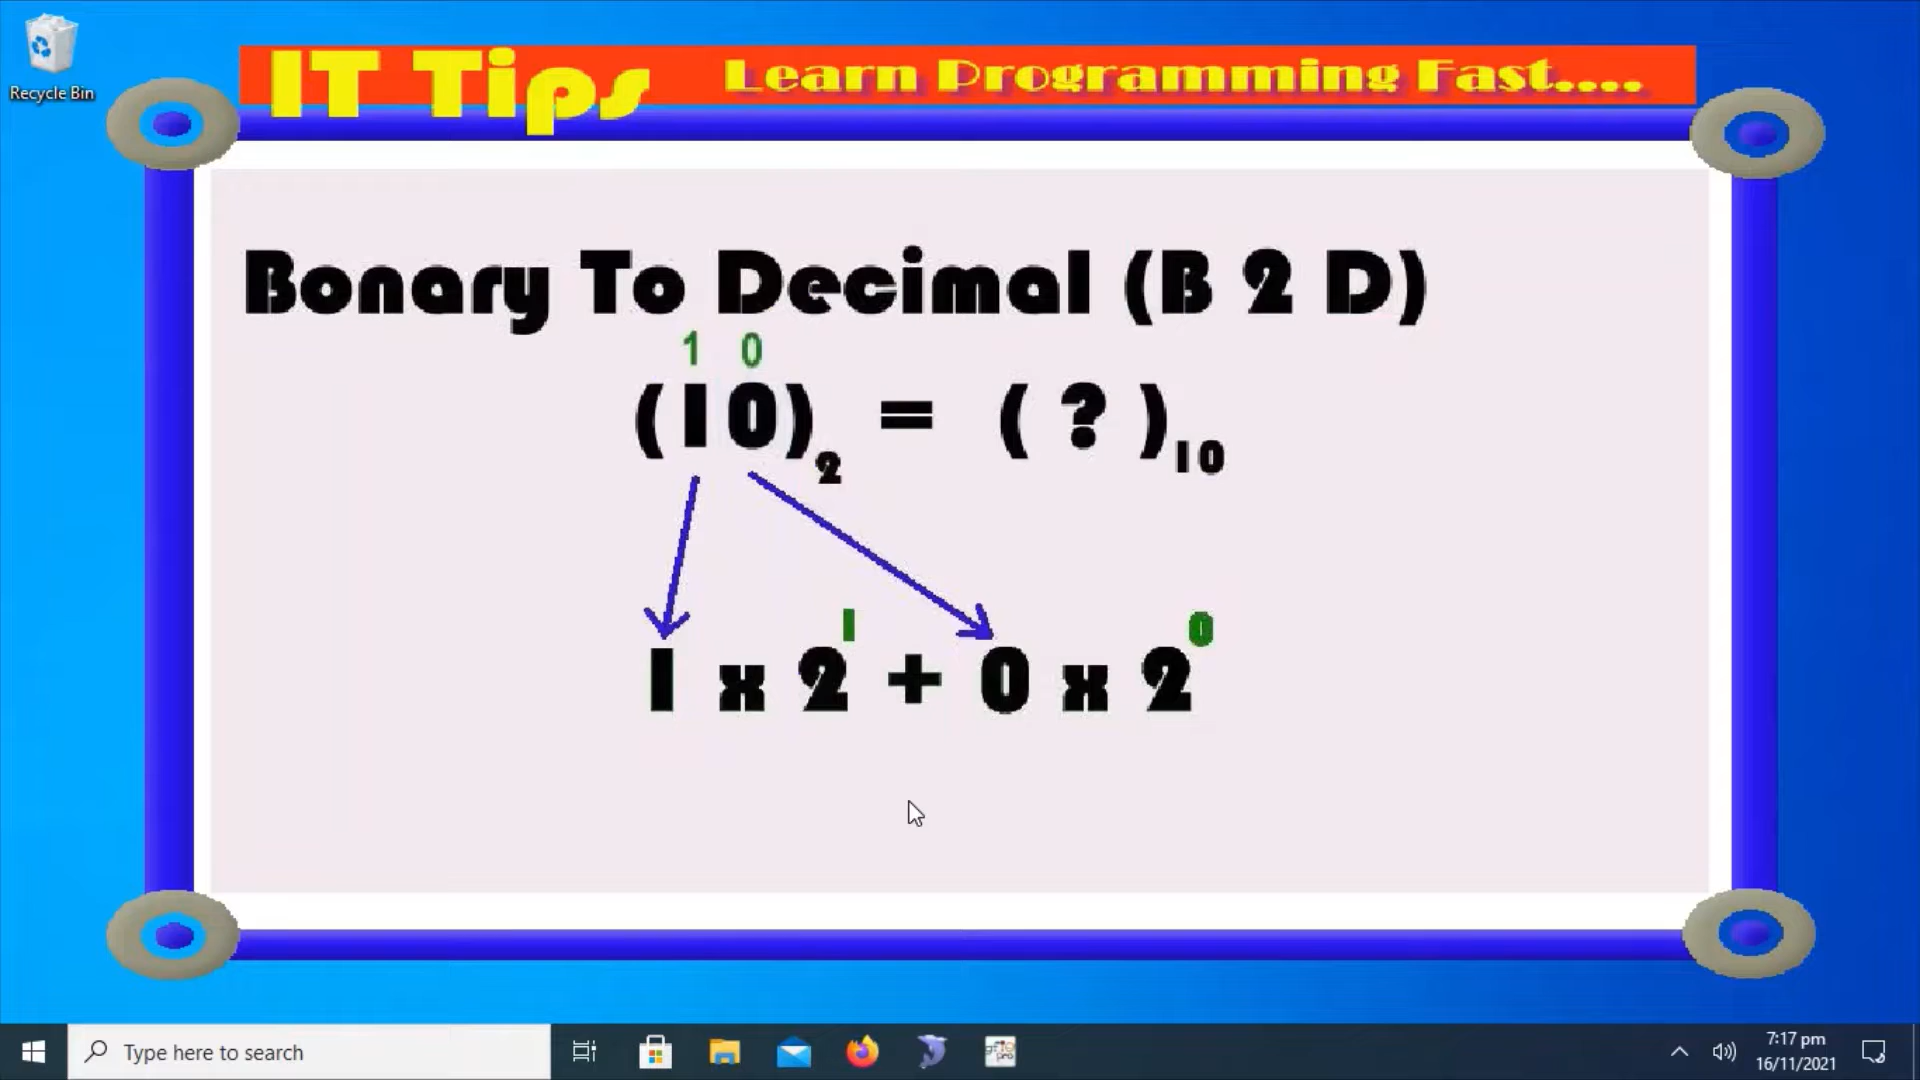 Recycle Bin
IT Tips Learn Programming Fast....
Bonary To Decimal (B 2 D)
1 0
(10)2 = ( ? )10
1 x 2^1 + 0 x 2^0
Type here to search
7:17 pm
16/11/2021